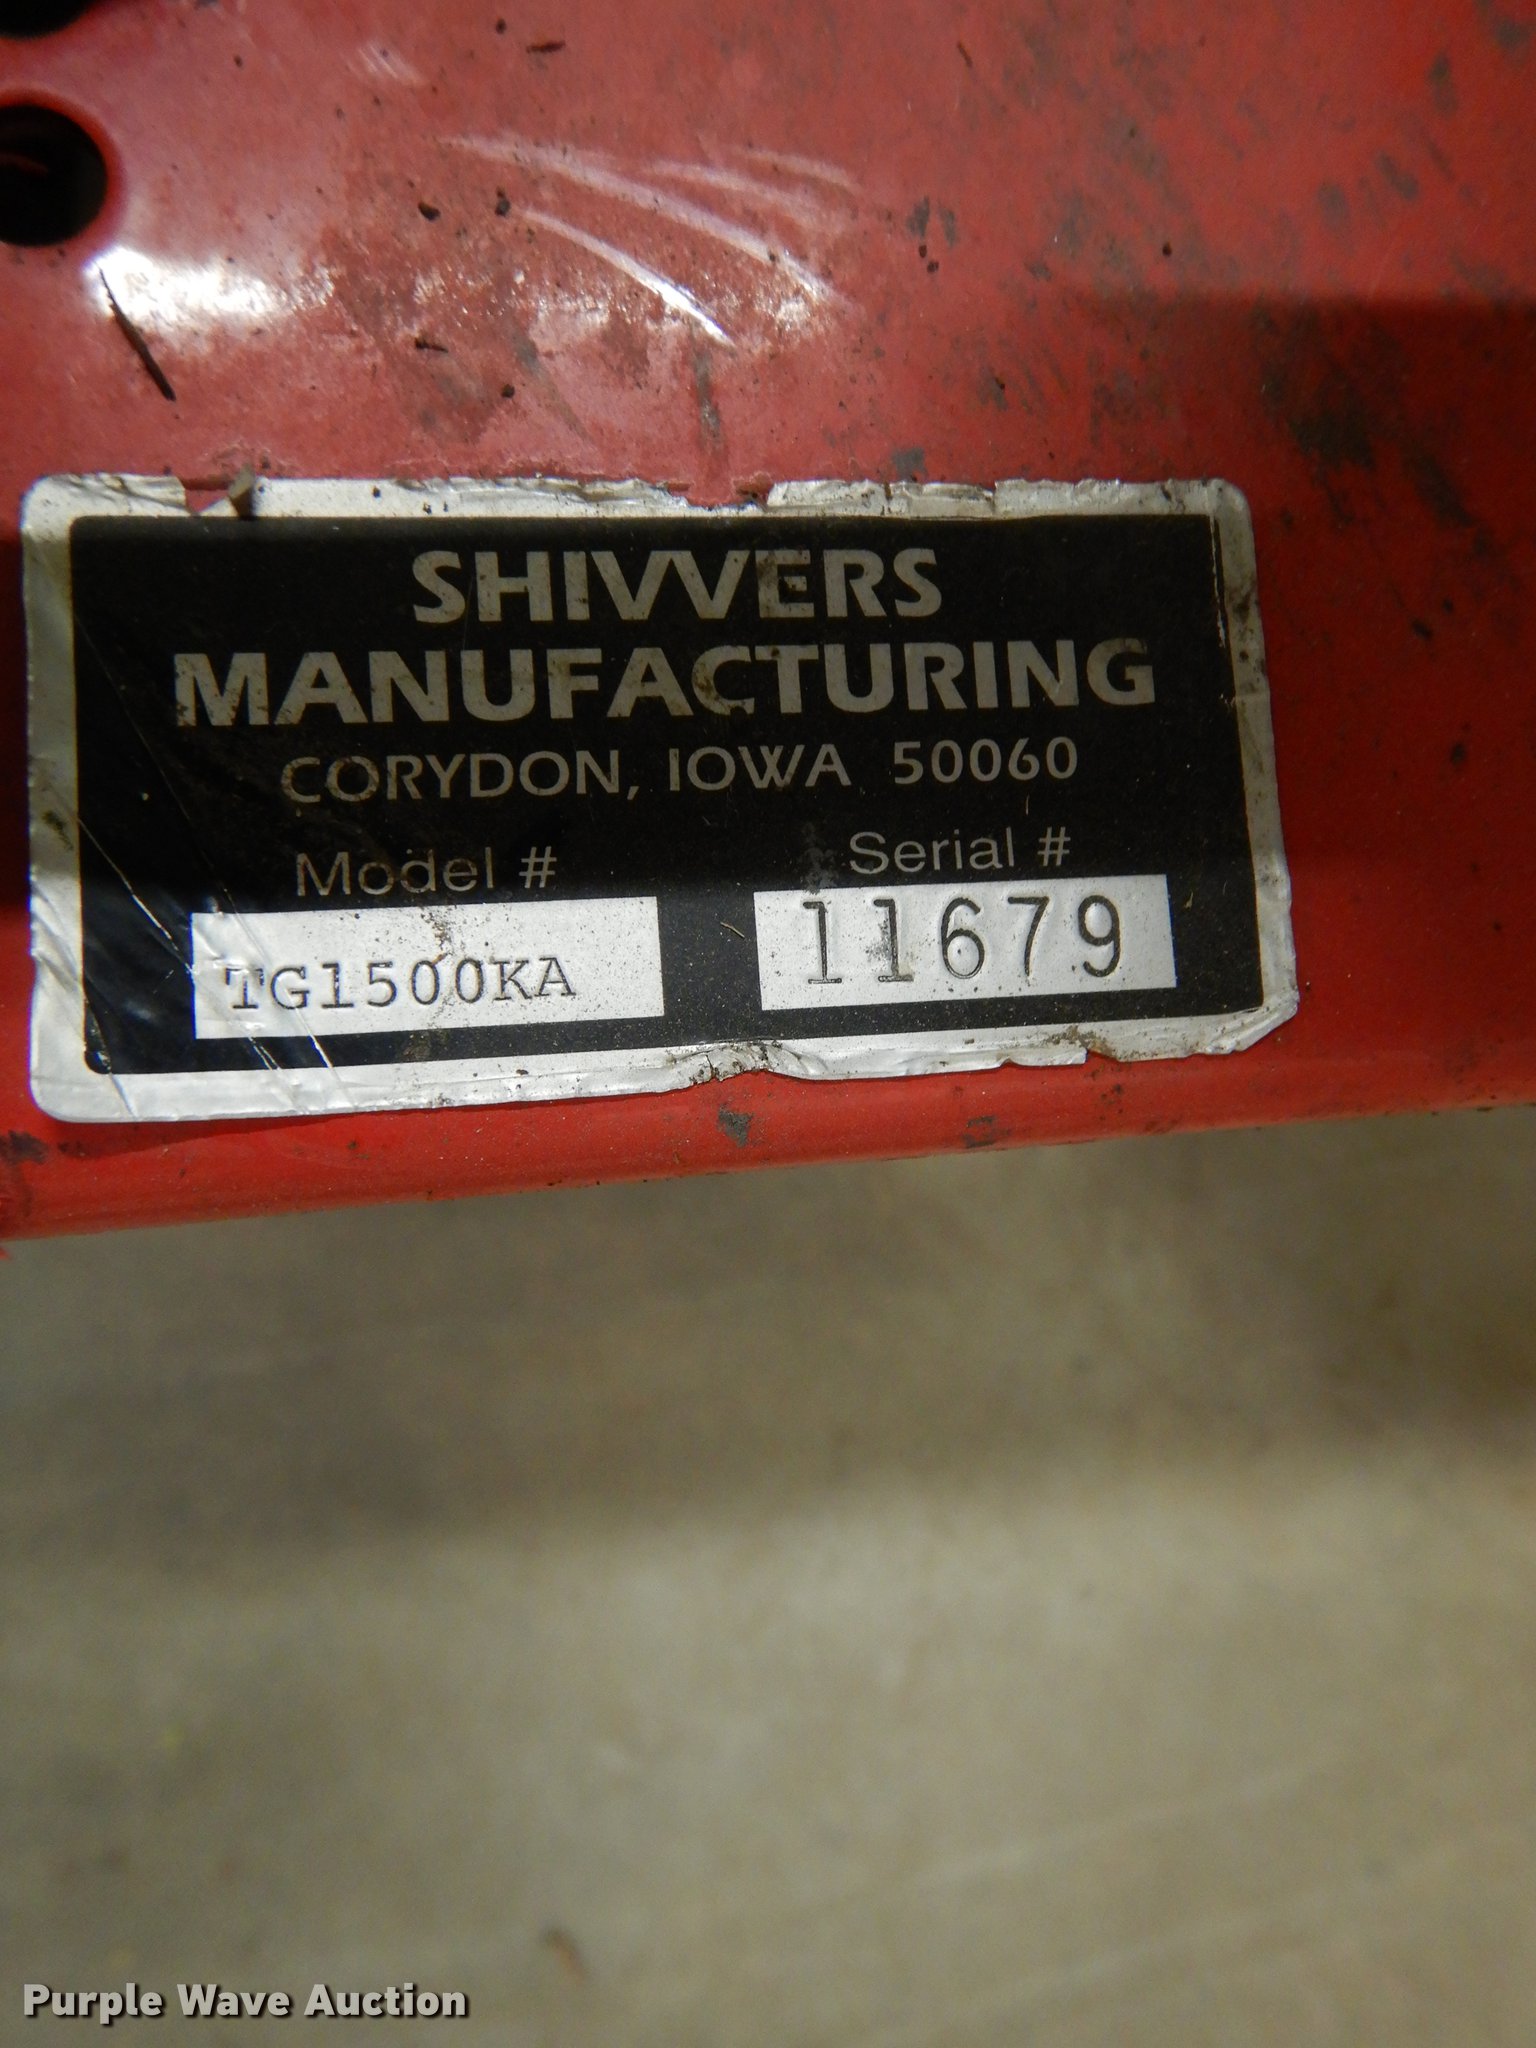 SHIVVERS
MANUFACTURING
CORYDON, IOWA 50060
Model #
Serial #
TG1500KA
11679
Purple Wave Auction